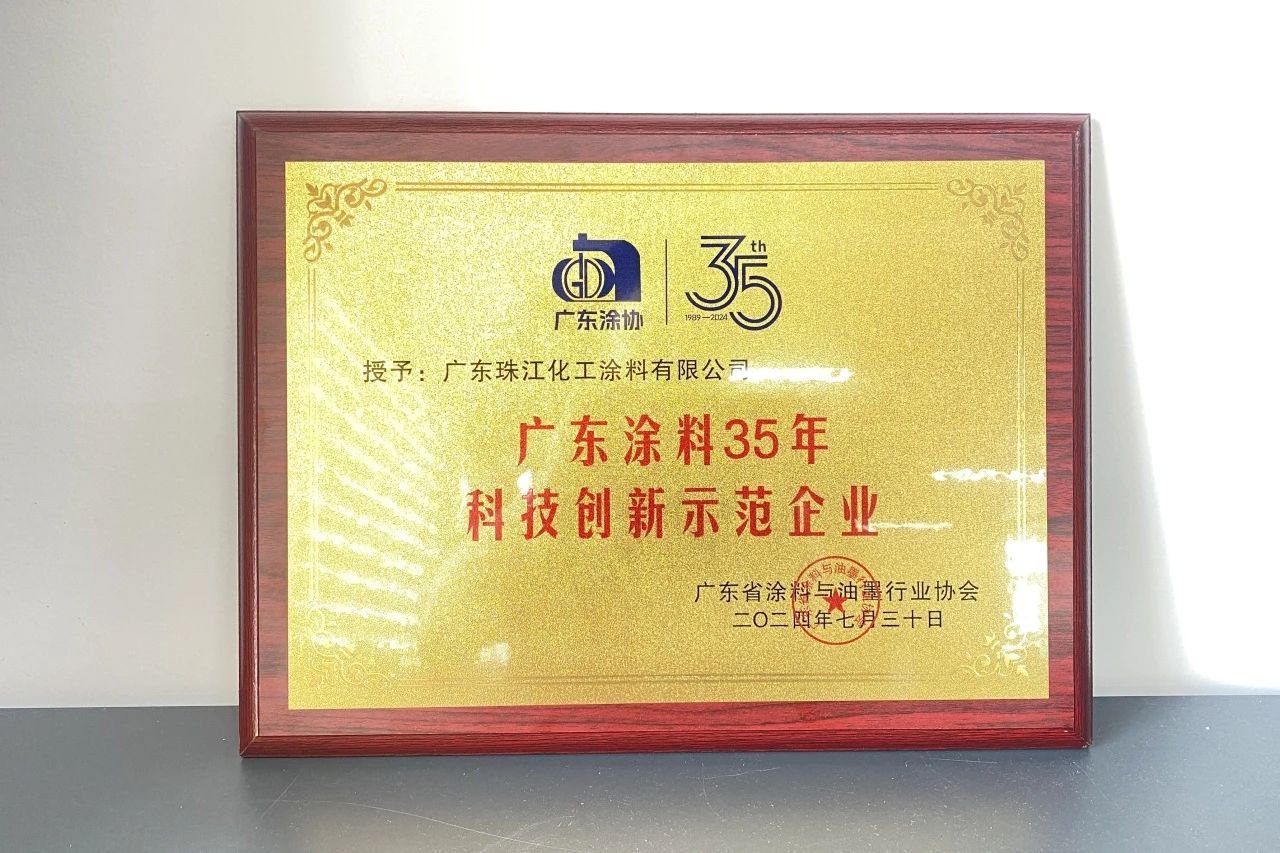 GD
广东涂协
35th
1989—2024
授予：广东珠江化工涂料有限公司
广东涂料35年
科技创新示范企业
广东省涂料与油墨行业协会
二〇二四年七月三十日